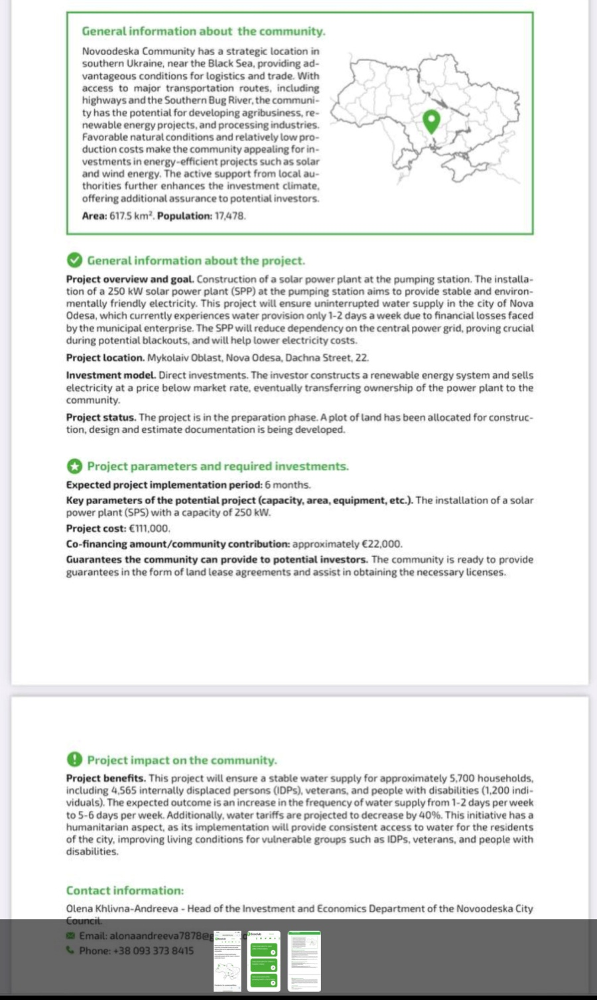 General information about the community.
Novoodeska Community has a strategic location in
southern Ukraine, near the Black Sea, providing ad-
vantageous conditions for logistics and trade. With
access to major transportation routes, including
highways and the Southern Bug River, the communi-
ty has the potential for developing agribusiness, re-
newable energy projects, and processing industries.
Favorable natural conditions and relatively low pro-
duction costs make the community appealing for in-
vestments in energy-efficient projects such as solar
and wind energy. The active support from local au-
thorities further enhances the investment climate,
offering additional assurance to potential investors.
Area: 617.5 km². Population: 17,478.
General information about the project.
Project overview and goal. Construction of a solar power plant at the pumping station. The installa-
tion of a 250 kW solar power plant (SPP) at the pumping station aims to provide stable and environ-
mentally friendly electricity. This project will ensure uninterrupted water supply in the city of Nova
Odesa, which currently experiences water provision only 1-2 days a week due to financial losses faced
by the municipal enterprise. The SPP will reduce dependency on the central power grid, proving crucial
during potential blackouts, and will help lower electricity costs.
Project location. Mykolaiv Oblast, Nova Odesa, Dachna Street, 22.
Investment model. Direct investments. The investor constructs a renewable energy system and sells
electricity at a price below market rate, eventually transferring ownership of the power plant to the
community.
Project status. The project is in the preparation phase. A plot of land has been allocated for construc-
tion, design and estimate documentation is being developed.
Project parameters and required investments.
Expected project implementation period: 6 months.
Key parameters of the potential project (capacity, area, equipment, etc.). The installation of a solar
power plant (SPS) with a capacity of 250 kW.
Project cost: €111,000.
Co-financing amount/community contribution: approximately €22,000.
Guarantees the community can provide to potential investors. The community is ready to provide
guarantees in the form of land lease agreements and assist in obtaining the necessary licenses.
Project impact on the community.
Project benefits. This project will ensure a stable water supply for approximately 5,700 households,
including 4,565 internally displaced persons (IDPs), veterans, and people with disabilities (1,200 indi-
viduals). The expected outcome is an increase in the frequency of water supply from 1-2 days per week
to 5-6 days per week. Additionally, water tariffs are projected to decrease by 40%. This initiative has a
humanitarian aspect, as its implementation will provide consistent access to water for the residents
of the city, improving living conditions for vulnerable groups such as IDPs, veterans, and people with
disabilities.
Contact information:
Olena Khlivna-Andreeva - Head of the Investment and Economics Department of the Novoodeska City
Council.
Email: alonaandreeva7878@g
Phone: +38 093 373 8415